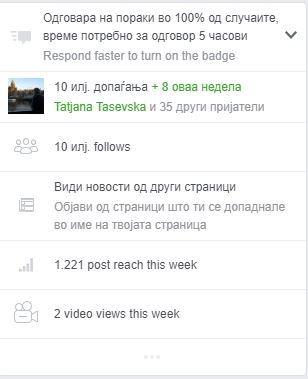 Одговара на пораки во 100% од случаите,
време потребно за одговор 5 часови
Respond faster to turn on the badge
10 илј. допаѓања + 8 оваа недела
Tatjana Tasevska и 35 други пријатели
10 илј. follows
Види новости од други страници
Објави од страници што ти се допаднале
во име на твојата страница
1.221 post reach this week
2 video views this week